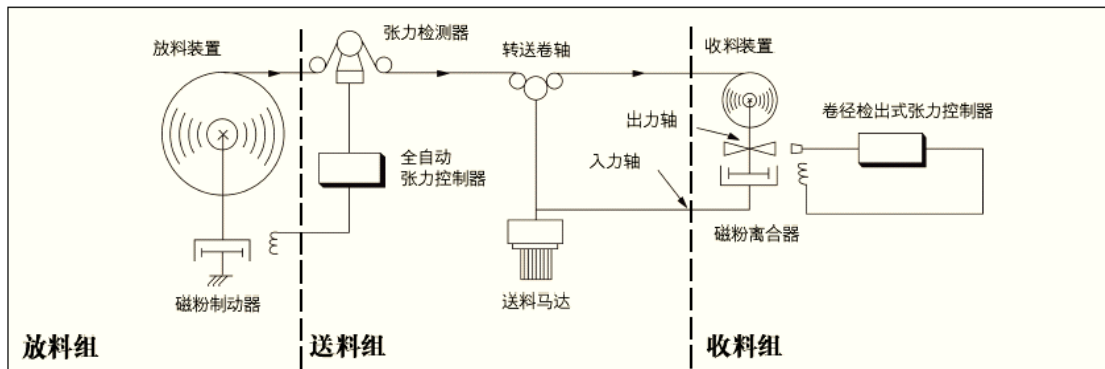 张力检测器
放料装置
转送卷轴
收料装置
出力轴
卷径检出式张力控制器
全自动
张力控制器
入力轴
磁粉离合器
磁粉制动器
送料马达
放料组
送料组
收料组